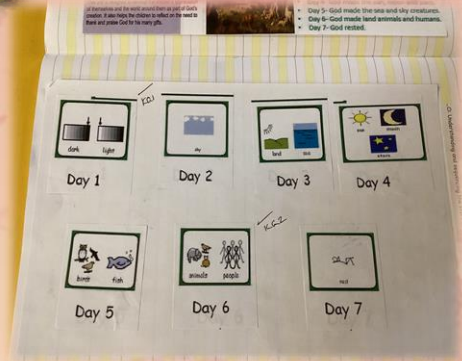 of themselves and the world around them as part of God's
creation. It also helps the children to reflect on the need to
thank and praise God for his many gifts.
• Day 5- God made the sea and sky creatures.
• Day 6- God made land animals and humans.
• Day 7- God rested.
KQ1
dark light
sky
land sea
sun moon
stars
Day 1
Day 2
Day 3
Day 4
KQ2
birds fish
animals people
rest
Day 5
Day 6
Day 7